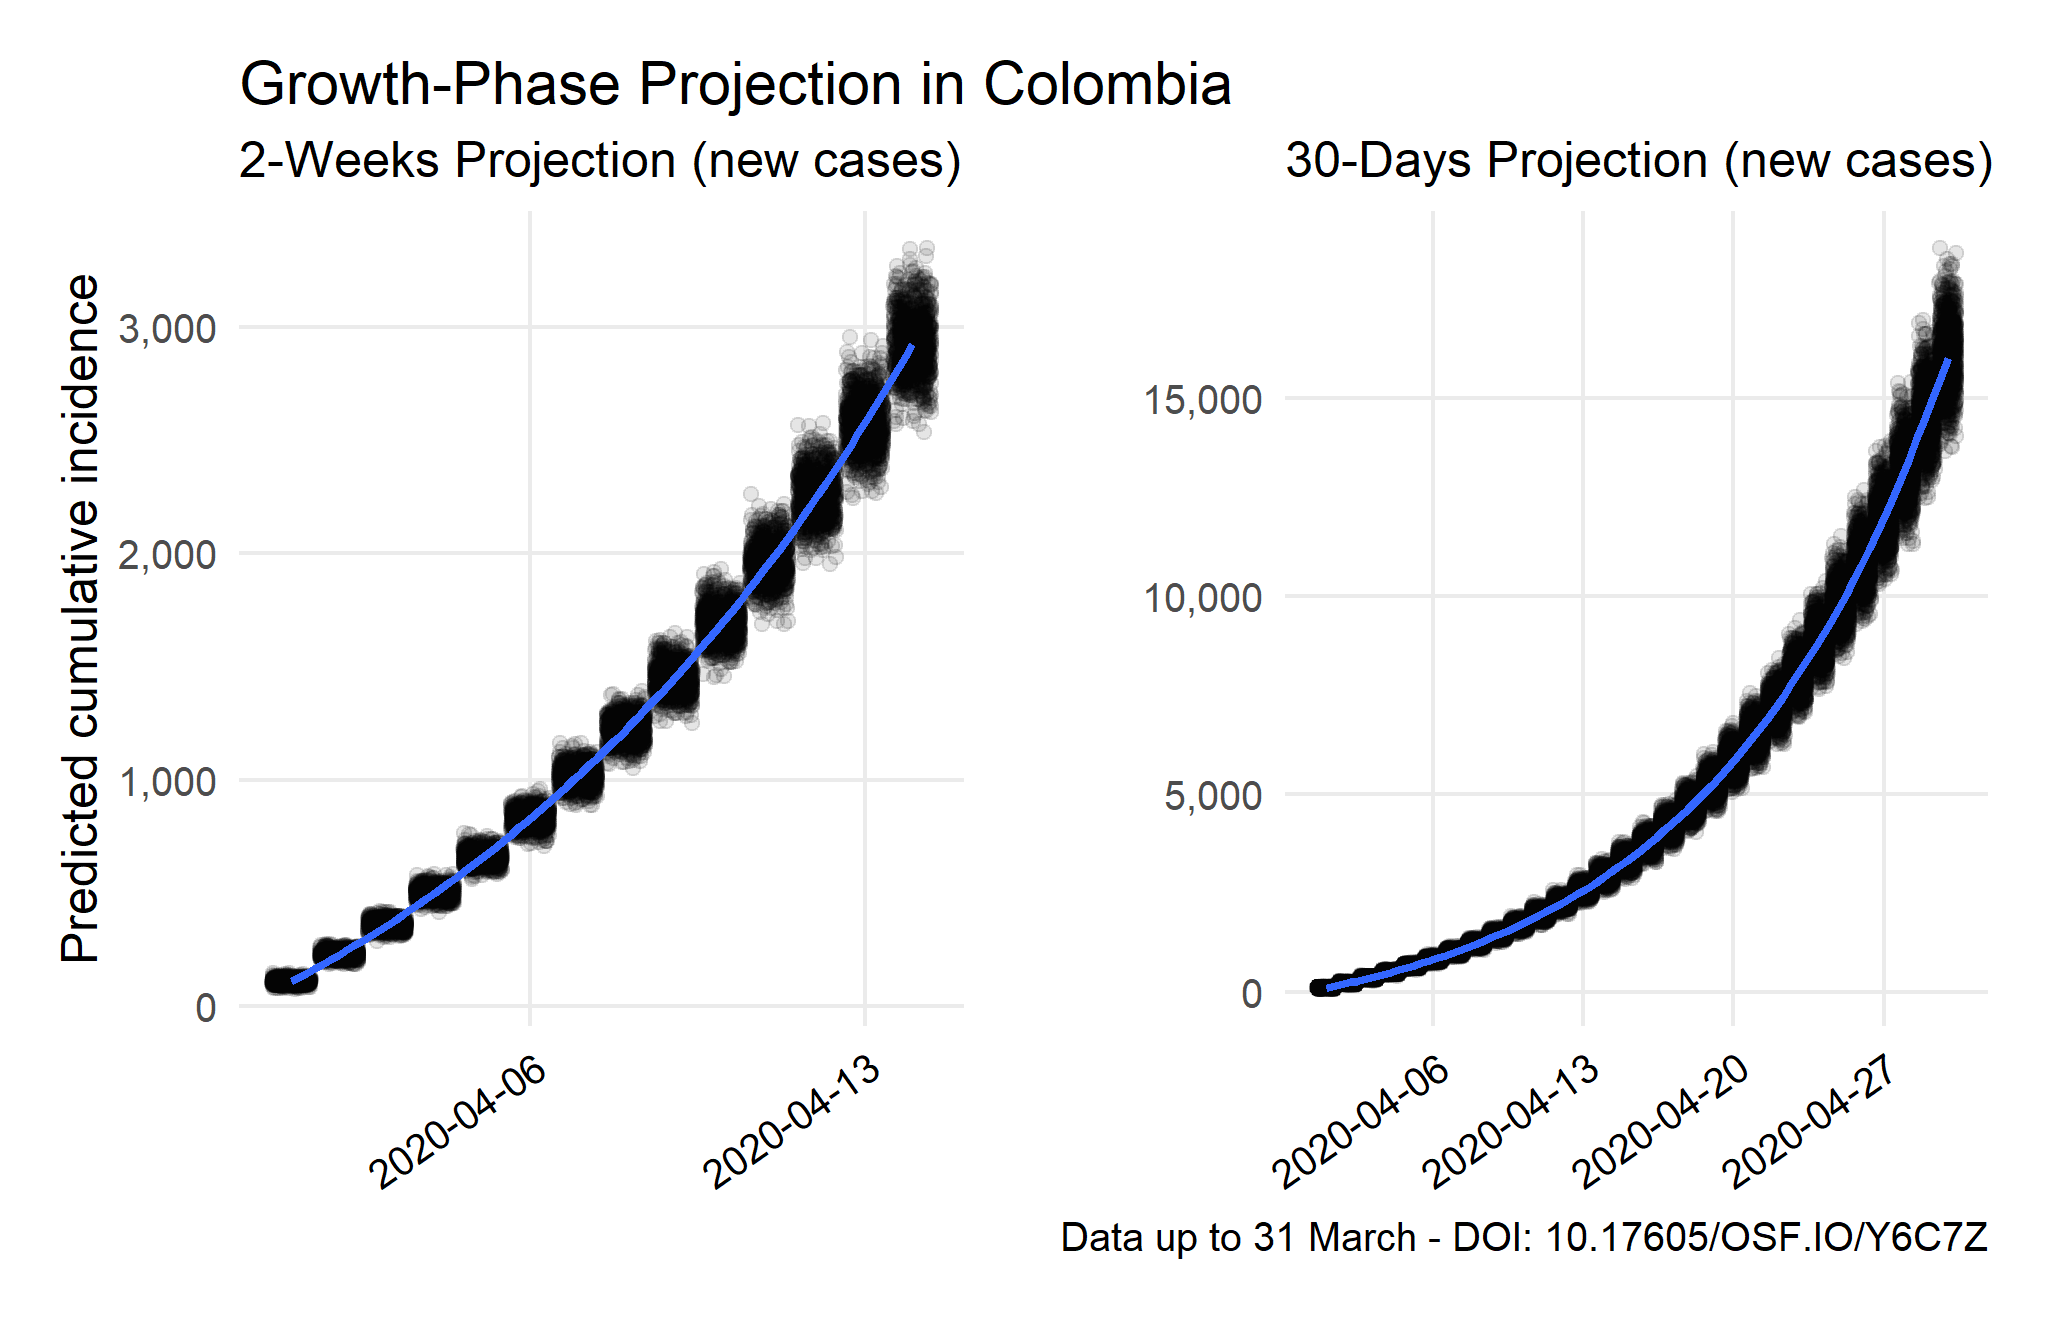 Growth-Phase Projection in Colombia
2-Weeks Projection (new cases)
Predicted cumulative incidence
3,000
2,000
1,000
0
2020-04-06
2020-04-13
30-Days Projection (new cases)
15,000
10,000
5,000
0
2020-04-06
2020-04-13
2020-04-20
2020-04-27
Data up to 31 March - DOI: 10.17605/OSF.IO/Y6C7Z